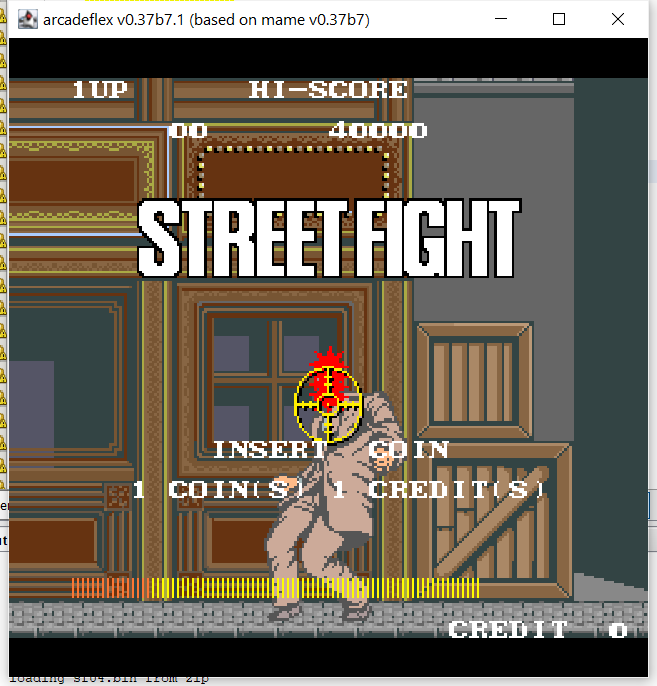 arcadeflex v0.37b7.1 (based on mame v0.37b7)
1UP HI-SCORE
00 40000
STREET FIGHT
INSERT COIN
1 COIN(S) 1 CREDIT(S)
CREDIT 0
loading sf04.bin from zip